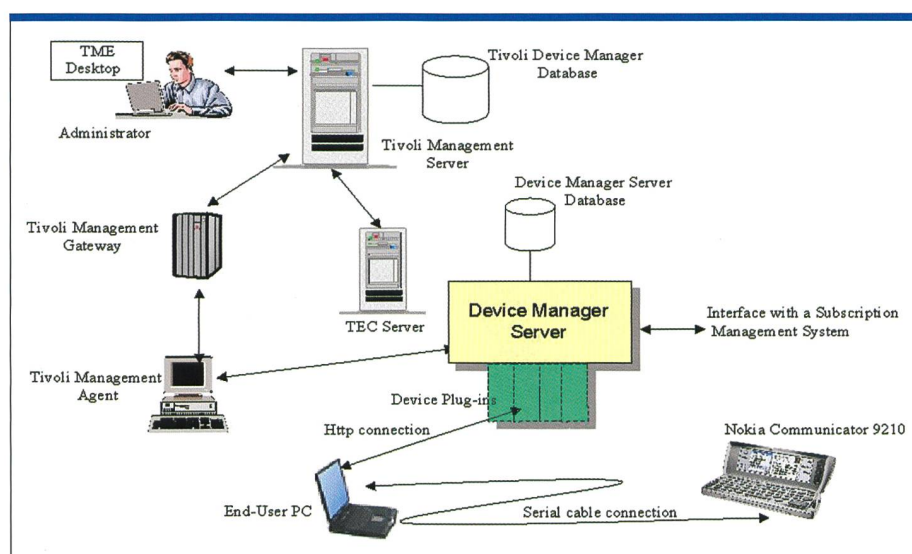 TME
Desktop
Administrator
Tivoli Device Manager
Database
Tivoli Management
Server
Device Manager Server
Database
Tivoli Management
Gateway
TEC Server
Device Manager
Server
Interface with a Subscription
Management System
Tivoli Management
Agent
Device Plug-ins
Http connection
Nokia Communicator 9210
End-User PC
Serial cable connection